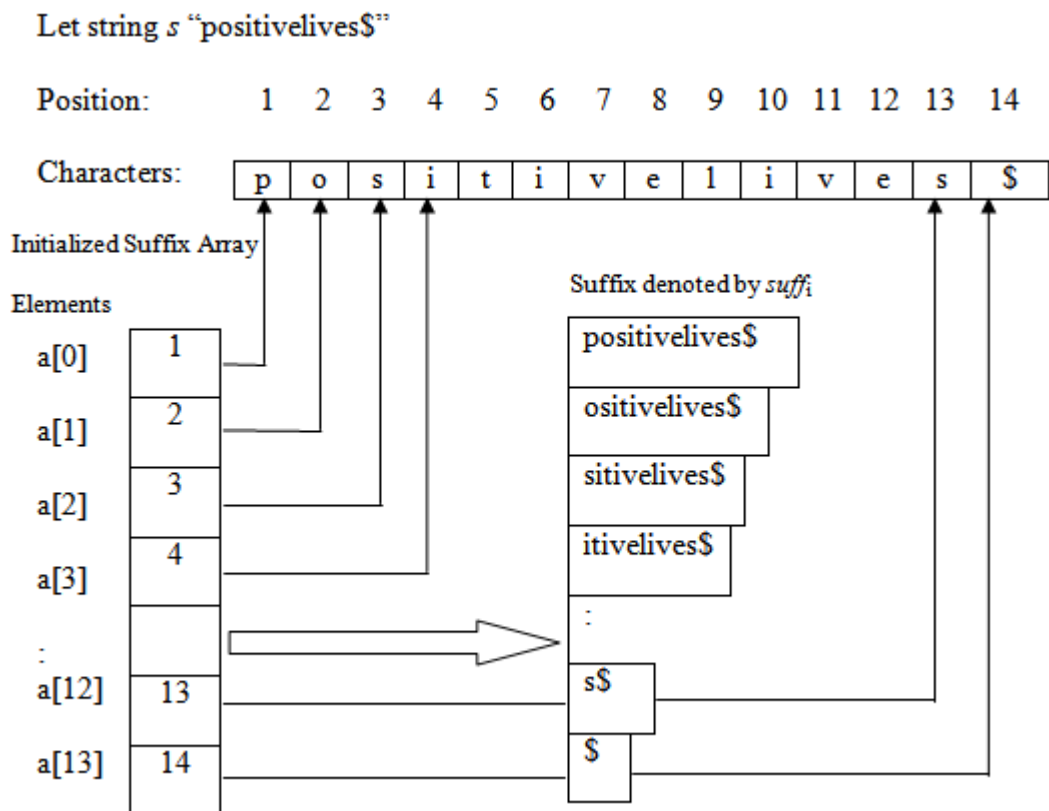 Let string s “positivelives$”
Position: 1 2 3 4 5 6 7 8 9 10 11 12 13 14
Characters: p o s i t i v e l i v e s $
Initialized Suffix Array
Elements
Suffix denoted by suffi
a[0] 1 positivelives$
a[1] 2 ositivelives$
a[2] 3 sitivelives$
a[3] 4 itivelives$
: :
a[12] 13 s$
a[13] 14 $